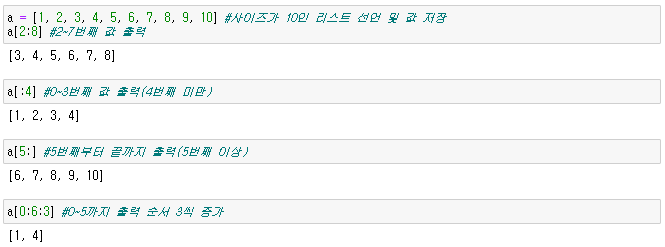 a = [1, 2, 3, 4, 5, 6, 7, 8, 9, 10] #사이즈가 10인 리스트 선언 및 값 저장
a[2:8] #2~7번째 값 출력
[3, 4, 5, 6, 7, 8]
a[:4] #0~3번째 값 출력(4번째 미만)
[1, 2, 3, 4]
a[5:] #5번째부터 끝까지 출력(5번째 이상)
[6, 7, 8, 9, 10]
a[0:6:3] #0~5까지 출력 순서 3씩 증가
[1, 4]